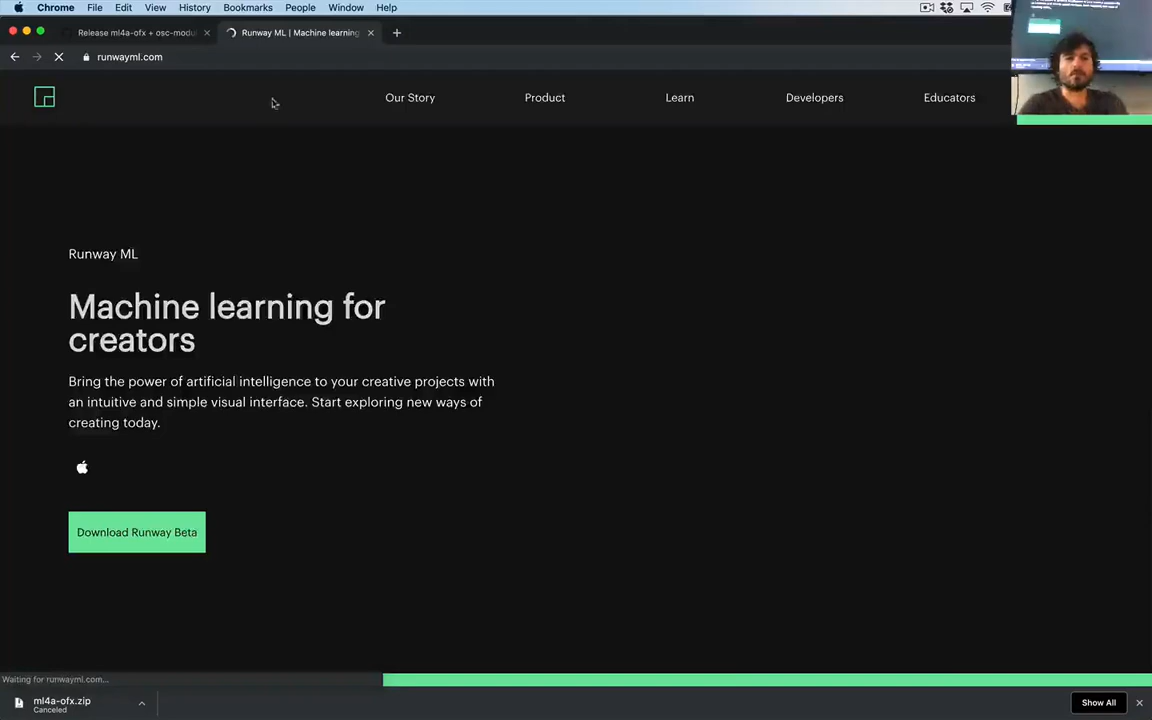 Chrome File Edit View History Bookmarks People Window Help
Release ml4a-ofx + osc-modul
Runway ML | Machine learning
runwayml.com
Our Story Product Learn Developers Educators
Runway ML
Machine learning for
creators
Bring the power of artificial intelligence to your creative projects with
an intuitive and simple visual interface. Start exploring new ways of
creating today.
Download Runway Beta
Waiting for runwayml.com...
ml4a-ofx.zip
Canceled
Show All